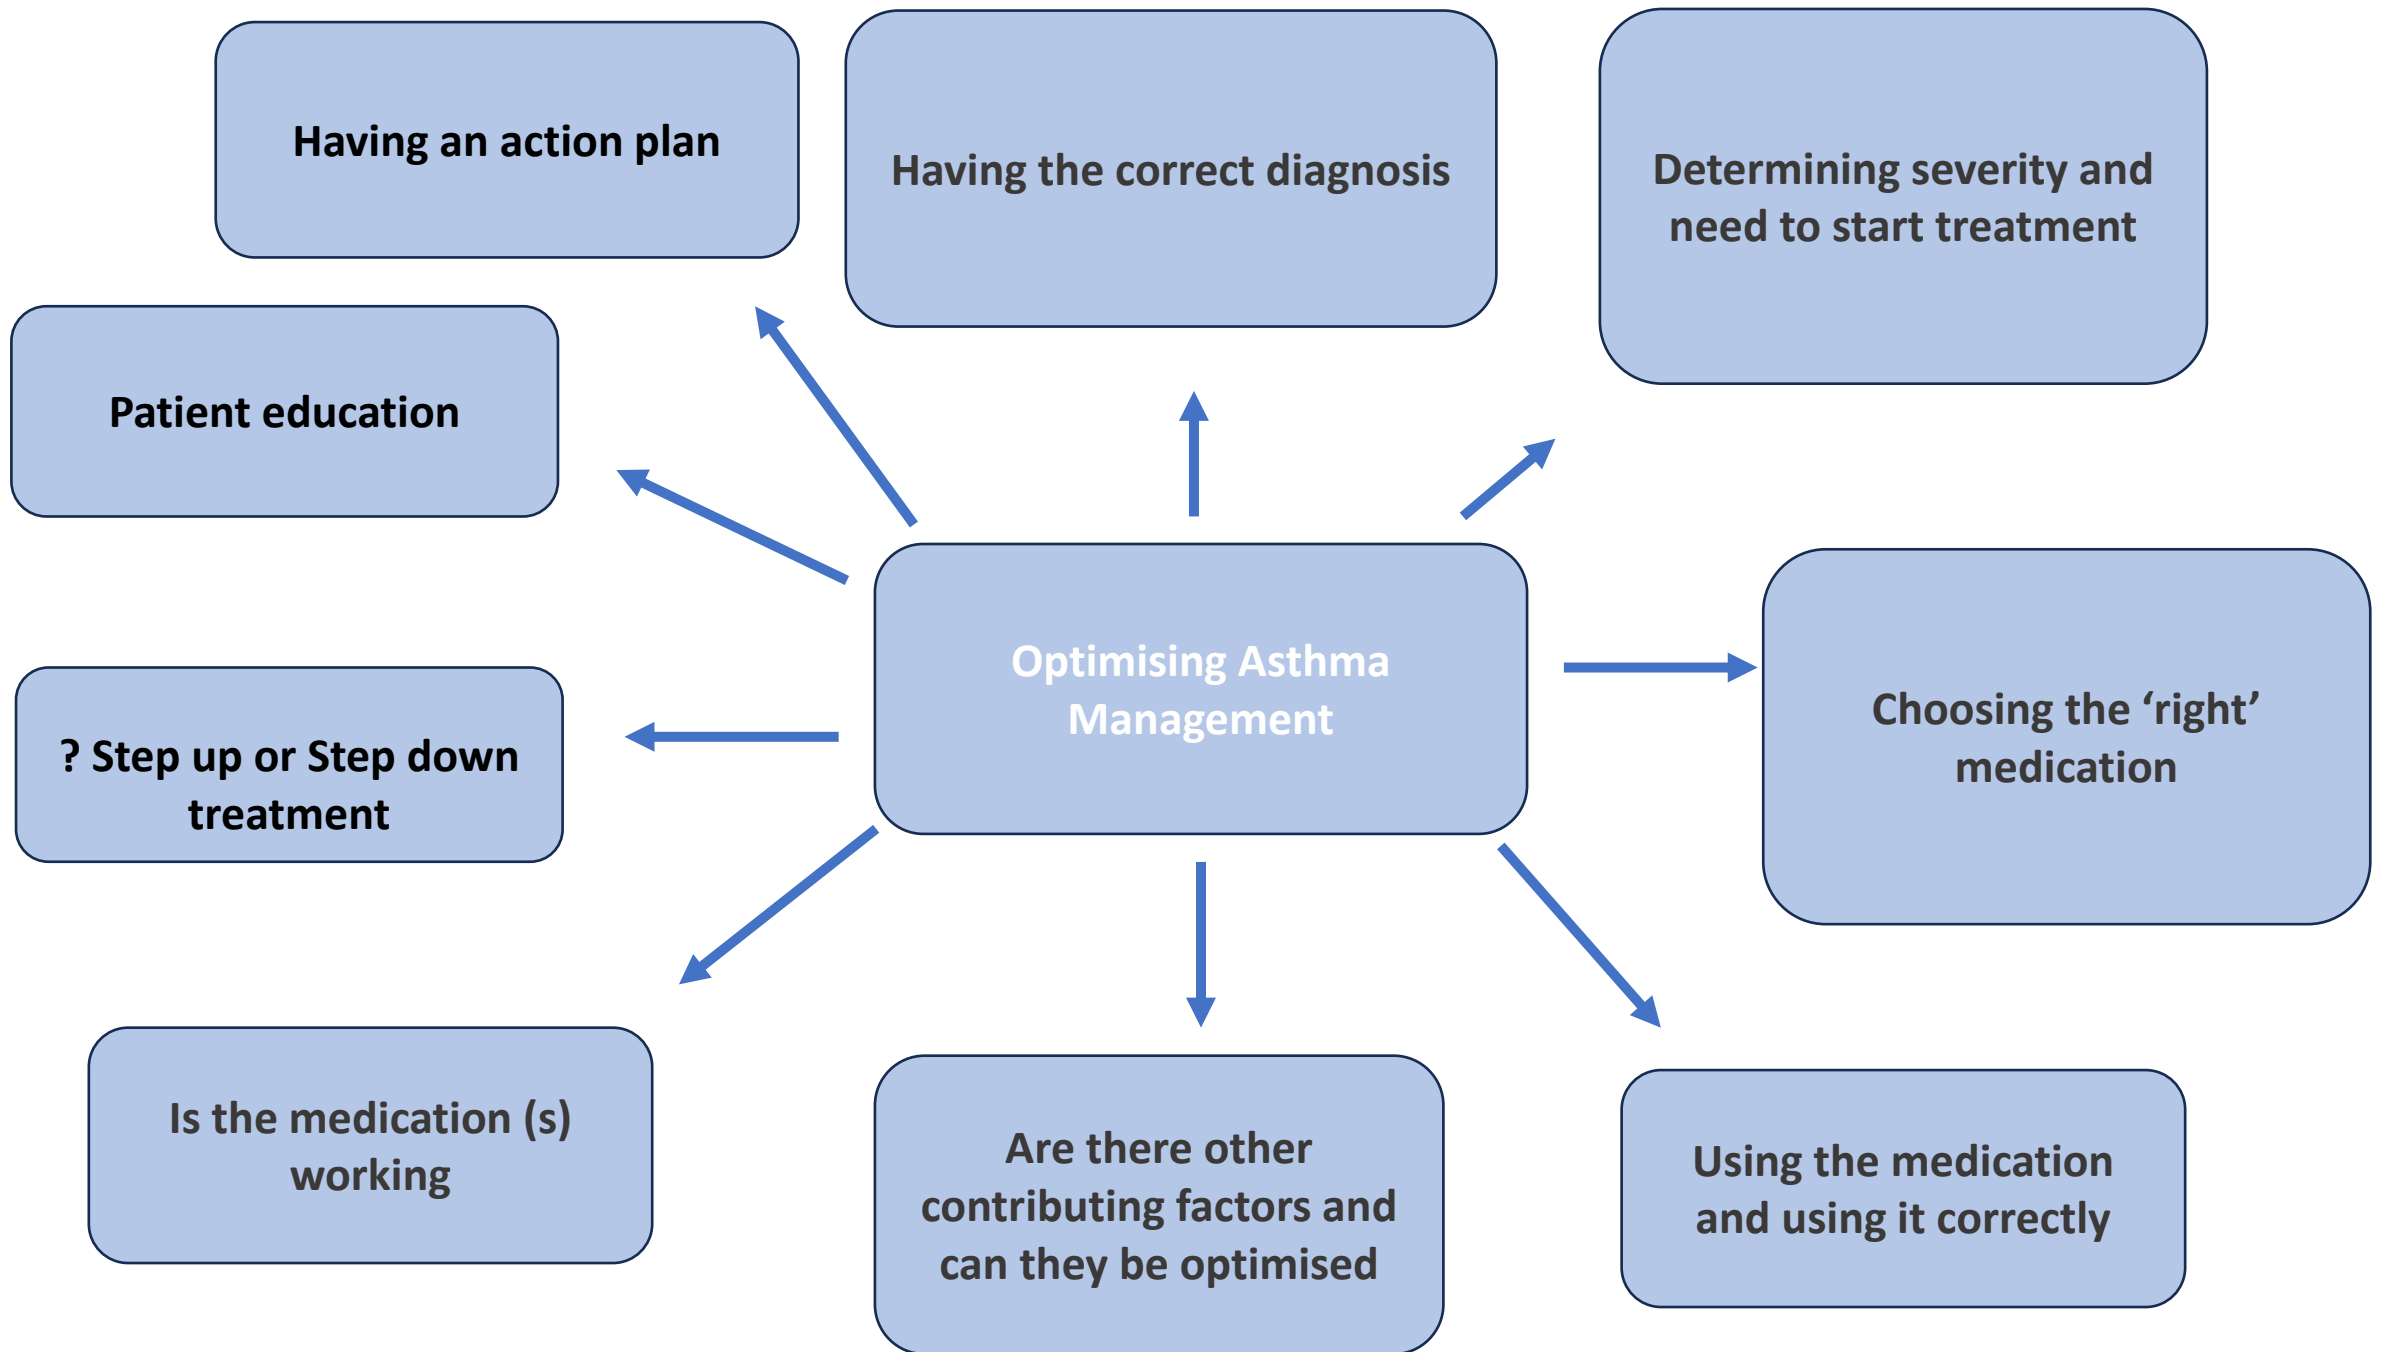 Having an action plan
Having the correct diagnosis
Determining severity and
need to start treatment
Patient education
Optimising Asthma
Management
Choosing the ‘right’
medication
? Step up or Step down
treatment
Is the medication (s)
working
Are there other
contributing factors and
can they be optimised
Using the medication
and using it correctly